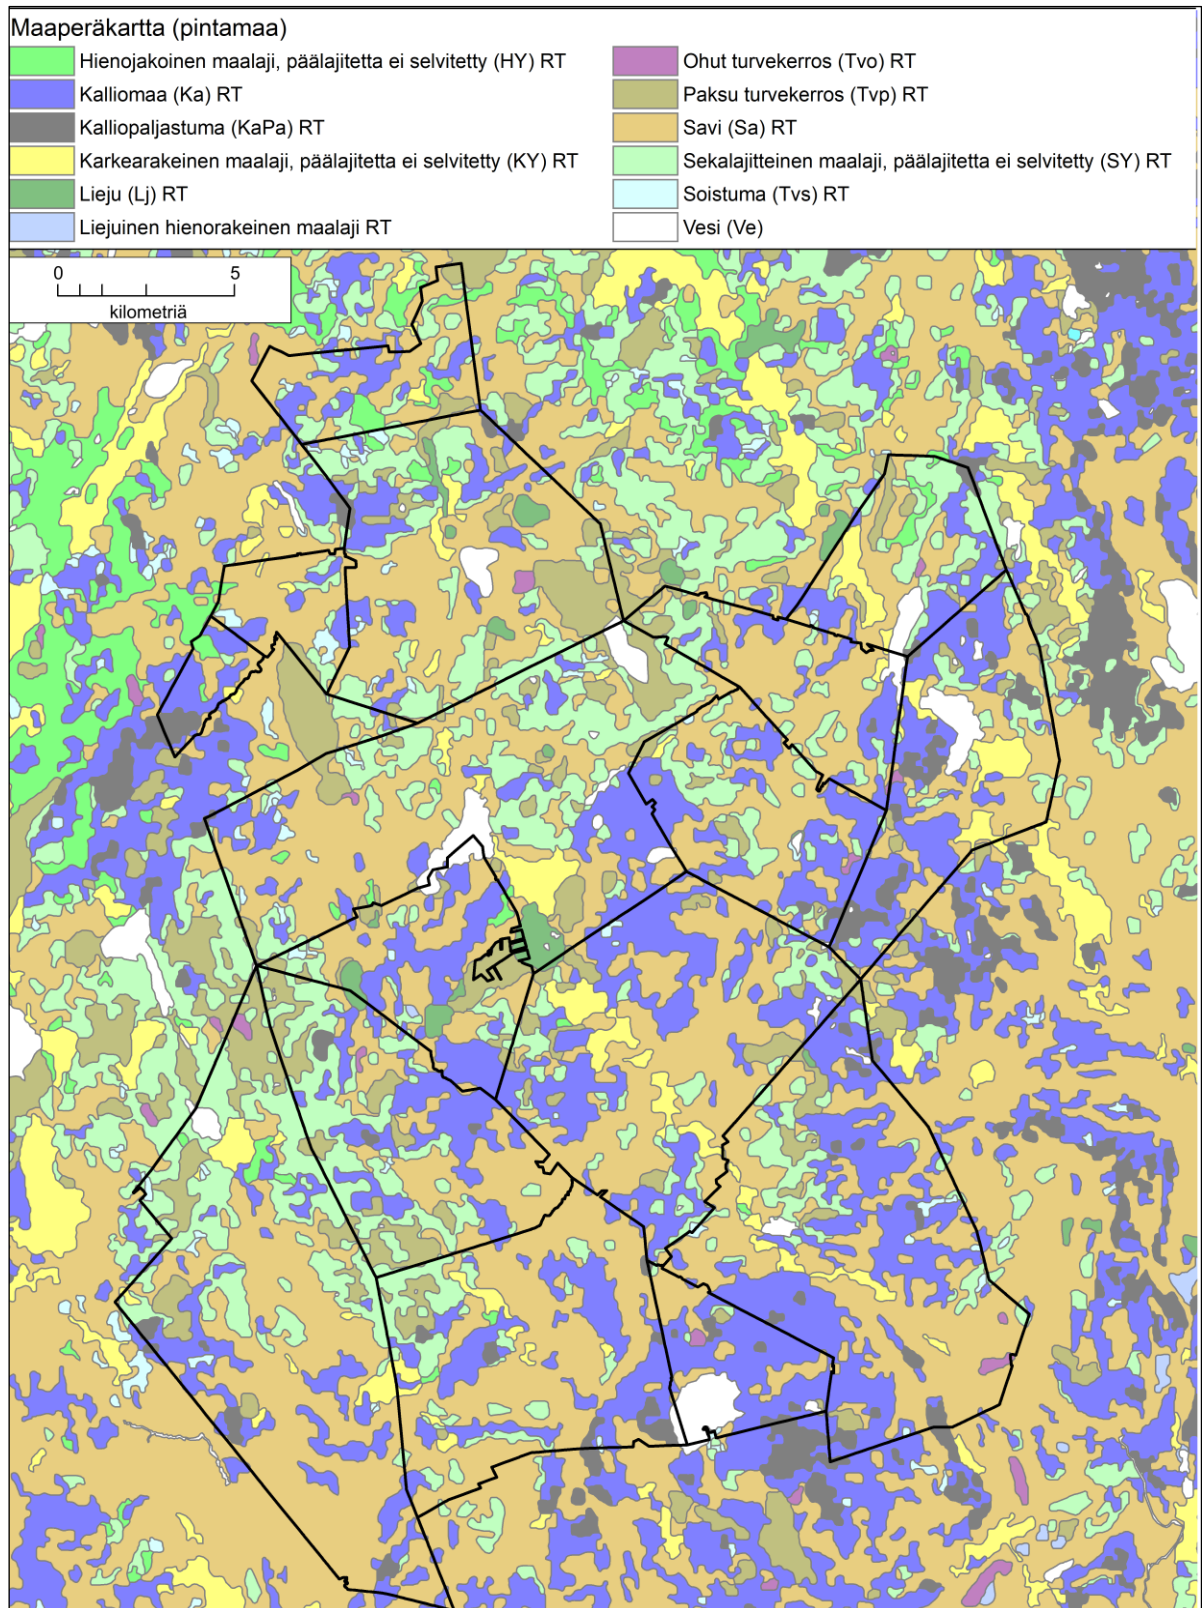 Maaperäkartta (pintamaa)
Hienojakoinen maalaji, päälajitetta ei selvitetty (HY) RT
Kalliomaa (Ka) RT
Kalliopaljastuma (KaPa) RT
Karkearakeinen maalaji, päälajitetta ei selvitetty (KY) RT
Lieju (Lj) RT
Liejuinen hienorakeinen maalaji RT
Ohut turvekerros (Tvo) RT
Paksu turvekerros (Tvp) RT
Savi (Sa) RT
Sekalajitteinen maalaji, päälajitetta ei selvitetty (SY) RT
Soistuma (Tvs) RT
Vesi (Ve)
0 5
kilometriä